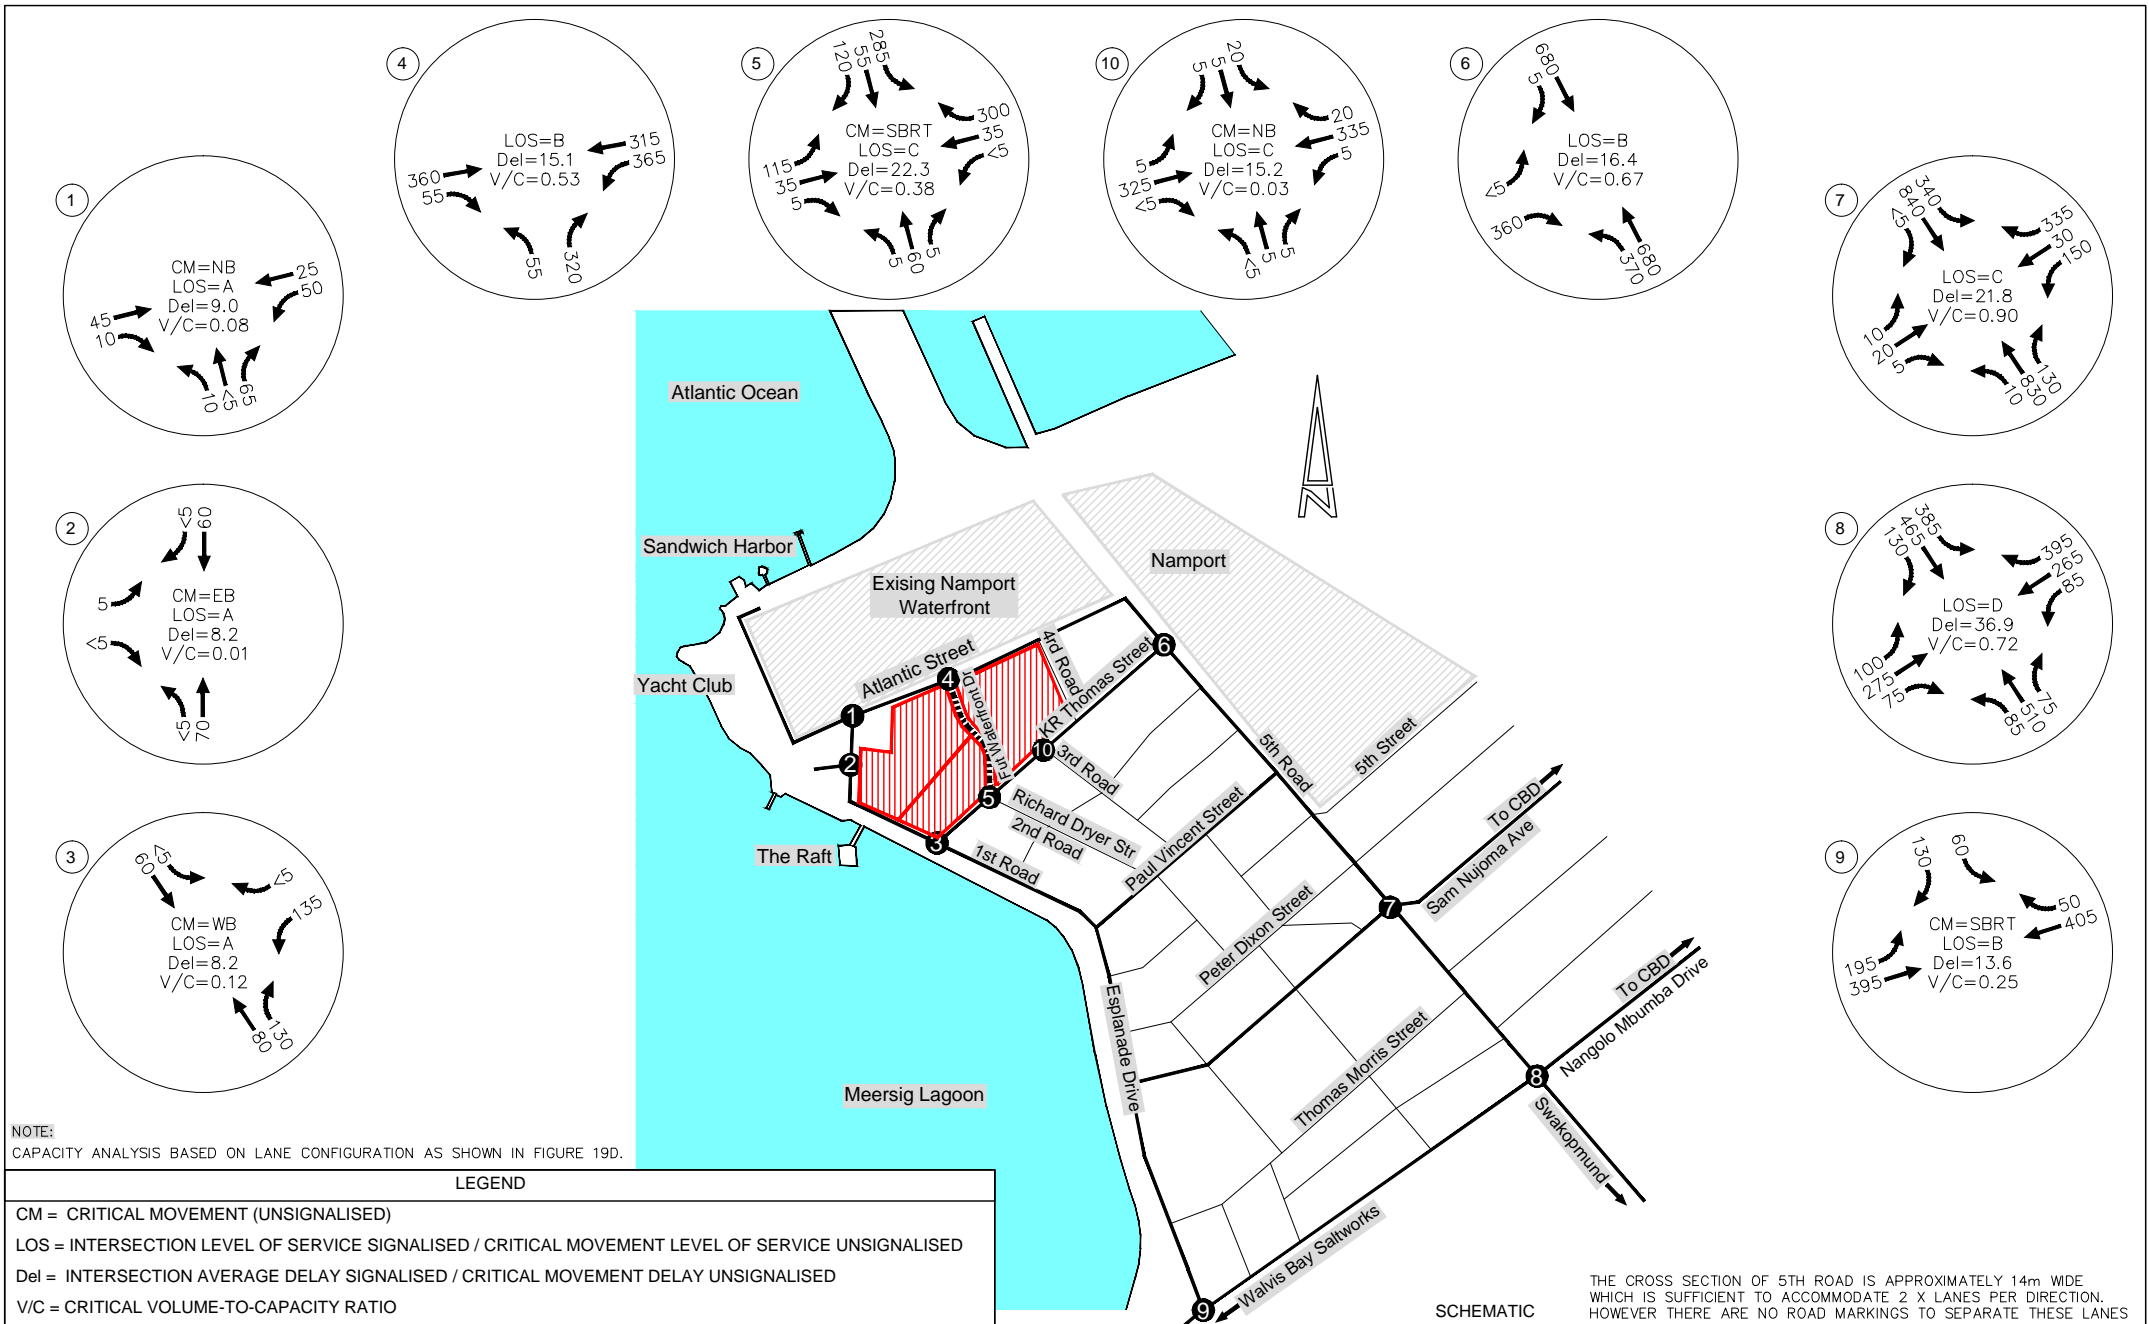 4
LOS=B
Del=15.1
V/C=0.53
315
365
360
55
55
320
5
120
55
285
CM=SBRT
LOS=C
Del=22.3
V/C=0.38
300
35
<5
115
35
5
5
60
5
10
5
5
20
CM=NB
LOS=C
Del=15.2
V/C=0.03
20
335
5
5
325
<5
<5
5
5
6
680
5
LOS=B
Del=16.4
V/C=0.67
<5
360
370
680
1
CM=NB
LOS=A
Del=9.0
V/C=0.08
25
50
45
10
10
<5
65
7
<5
840
340
LOS=C
Del=21.8
V/C=0.90
335
30
150
10
20
5
10
830
130
2
<5
60
CM=EB
LOS=A
Del=8.2
V/C=0.01
5
<5
<5
70
8
130
465
385
LOS=D
Del=36.9
V/C=0.72
395
265
85
100
275
75
85
510
75
3
60
<5
CM=WB
LOS=A
Del=8.2
V/C=0.12
<5
135
80
130
9
130
60
CM=SBRT
LOS=B
Del=13.6
V/C=0.25
50
405
195
395
Atlantic Ocean
N
Sandwich Harbor
Exising Namport
Waterfront
Namport
Yacht Club
Atlantic Street
4rd Road
KR Thomas Street
Fut Waterfront Dr
3rd Road
5th Road
5th Street
Richard Dryer Str
2nd Road
1st Road
The Raft
Paul Vincent Street
To CBD
Sam Nujoma Ave
Peter Dixon Street
Esplanade Drive
Thomas Morris Street
To CBD
Nangolo Mbumba Drive
Swakopmund
Meersig Lagoon
Walvis Bay Saltworks
1
2
3
4
5
6
7
8
9
10
NOTE:
CAPACITY ANALYSIS BASED ON LANE CONFIGURATION AS SHOWN IN FIGURE 19D.
LEGEND
CM = CRITICAL MOVEMENT (UNSIGNALISED)
LOS = INTERSECTION LEVEL OF SERVICE SIGNALISED / CRITICAL MOVEMENT LEVEL OF SERVICE UNSIGNALISED
Del = INTERSECTION AVERAGE DELAY SIGNALISED / CRITICAL MOVEMENT DELAY UNSIGNALISED
V/C = CRITICAL VOLUME-TO-CAPACITY RATIO
SCHEMATIC
THE CROSS SECTION OF 5TH ROAD IS APPROXIMATELY 14m WIDE
WHICH IS SUFFICIENT TO ACCOMMODATE 2 X LANES PER DIRECTION.
HOWEVER THERE ARE NO ROAD MARKINGS TO SEPARATE THESE LANES